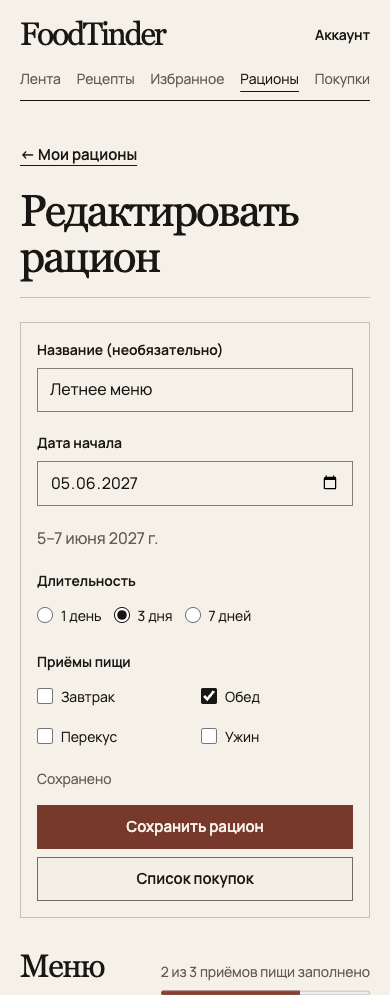 FoodTinder
Аккаунт
Лента Рецепты Избранное Рационы Покупки
← Мои рационы
Редактировать
рацион
Название (необязательно)
Летнее меню
Дата начала
05.06.2027
5–7 июня 2027 г.
Длительность
1 день 3 дня 7 дней
Приёмы пищи
Завтрак Обед
Перекус Ужин
Сохранено
Сохранить рацион
Список покупок
Меню
2 из 3 приёмов пищи заполнено